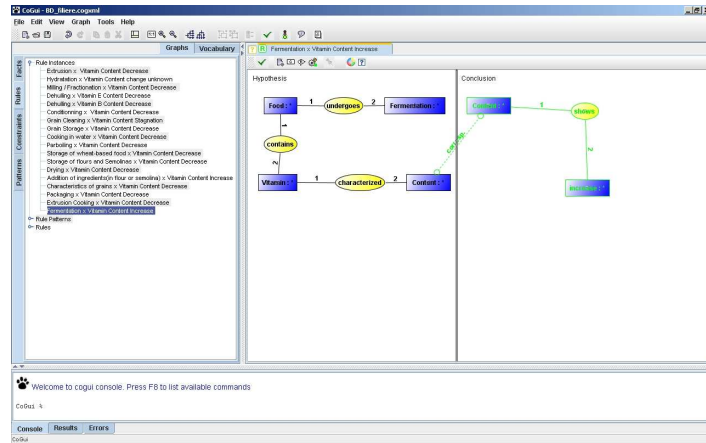 CoGui - BD_filiere.cogxml
File Edit View Graph Tools Help
Graphs Vocabulary
Facts
Rules
Constraints
Patterns
Rule Instances
Extrusion x Vitamin Content Decrease
Hydratation x Vitamin Content change unknown
Milling / Fractionation x Vitamin Content Decrease
Dehulling x Vitamin E Content Decrease
Dehulling x Vitamin B Content Decrease
Conditionning x Vitamin Content Decrease
Grain Cleaning x Vitamin Content Stagnation
Grain Storage x Vitamin Content Decrease
Cooking in water x Vitamin Content Decrease
Parboiling x Vitamin Content Decrease
Storage of wheat-based food x Vitamin Content Decrease
Storage of flours and Semolinas x Vitamin Content Decrease
Drying x Vitamin Content Decrease
Addition of ingredients(in flour or semolina) x Vitamin Content Increase
Characteristics of grains x Vitamin Content Decrease
Packaging x Vitamin Content Decrease
Extrusion Cooking x Vitamin Content Decrease
Fermentation x Vitamin Content Increase
Rule Patterns
Rules
? R Fermentation x Vitamin Content Increase
Hypothesis
Food : * 1 undergoes 2 Fermentation : *
1
contains
2
Vitamin : * 1 characterized 2 Content : *
Conclusion
Content : * 1 shows
2
Increase : *
Welcome to cogui console. Press F8 to list available commands
CoGui %
Console Results Errors
CoGui